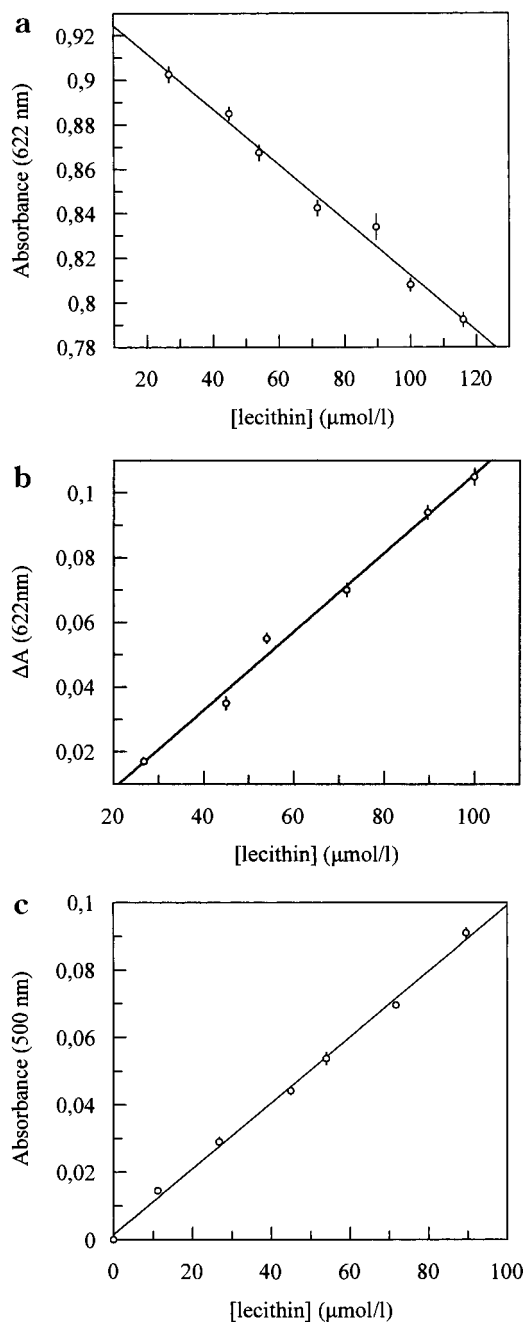 a
0,92
0,9
0,88
0,86
0,84
0,82
0,8
0,78
Absorbance (622 nm)
20 40 60 80 100 120
[lecithin] (μmol/l)
b
0,1
0,08
0,06
0,04
0,02
ΔA (622nm)
20 40 60 80 100
[lecithin] (μmol/l)
c
0,1
0,08
0,06
0,04
0,02
0
Absorbance (500 nm)
0 20 40 60 80 100
[lecithin] (μmol/l)